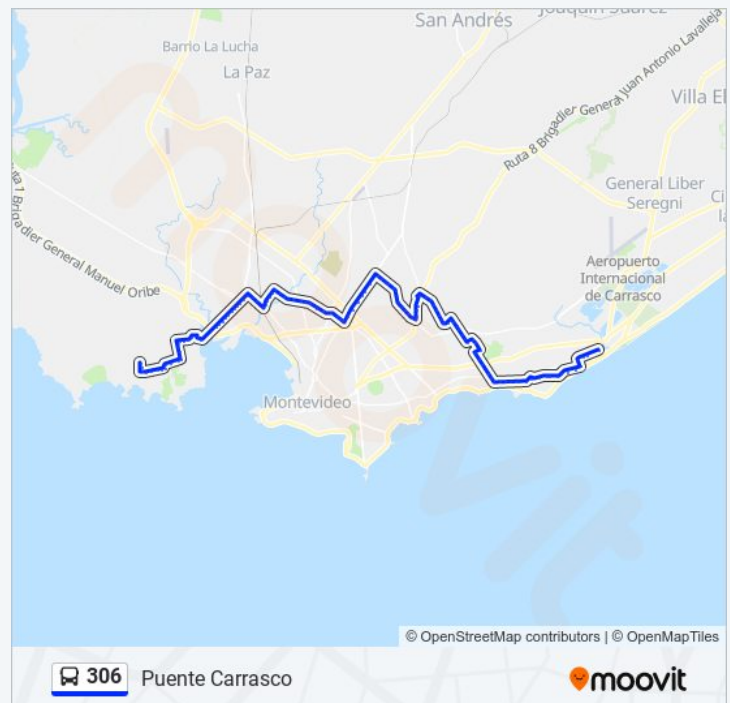 San Andrés
Barrio La Lucha
La Paz
Ruta 8 Brigadier General Juan Antonio Lavalleja
Villa El
General Liber
Seregni
Aeropuerto
Internacional
de Carrasco
Ruta 1 Brigadier General Manuel Oribe
Montevideo
© OpenStreetMap contributors | © OpenMapTiles
306 Puente Carrasco
moovit